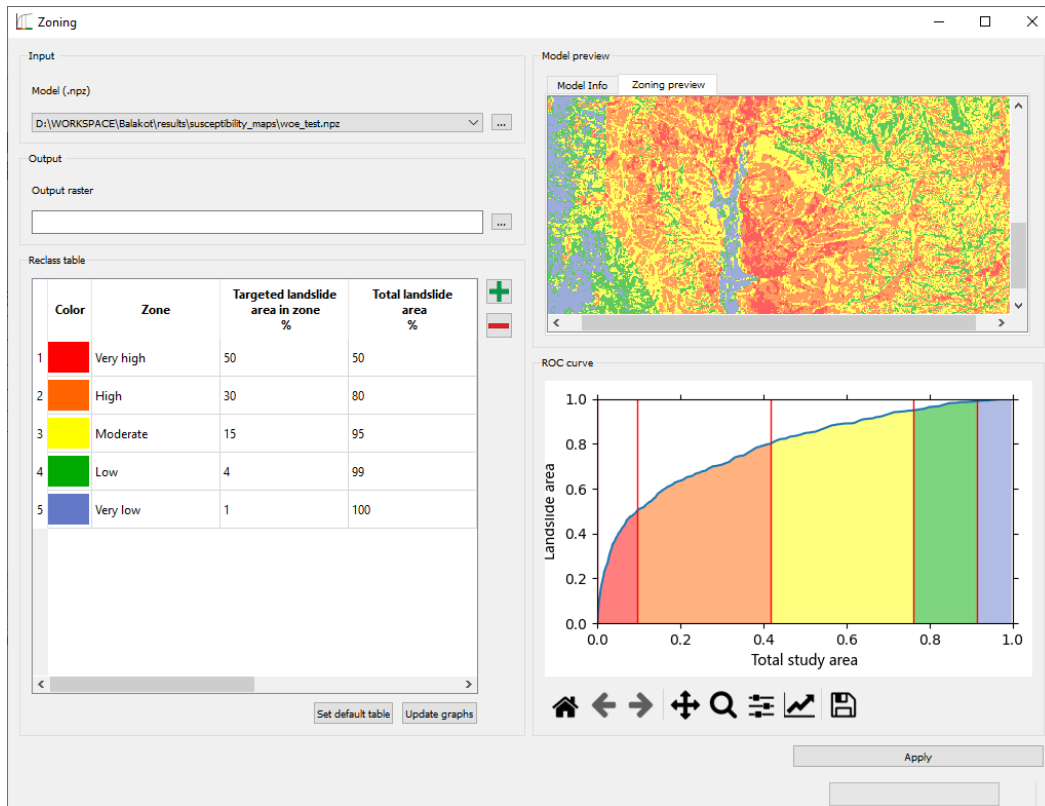 Zoning
Input
Model (.npz)
D:\WORKSPACE\Balakot\results\susceptibility_maps\woe_test.npz
...
Output
Output raster
...
Reclass table
Color Zone Targeted landslide area in zone % Total landslide area %
1 Very high 50 50
2 High 30 80
3 Moderate 15 95
4 Low 4 99
5 Very low 1 100
Set default table Update graphs
Model preview
Model Info Zoning preview
ROC curve
Landslide area
1.0
0.8
0.6
0.4
0.2
0.0
0.0 0.2 0.4 0.6 0.8 1.0
Total study area
Apply